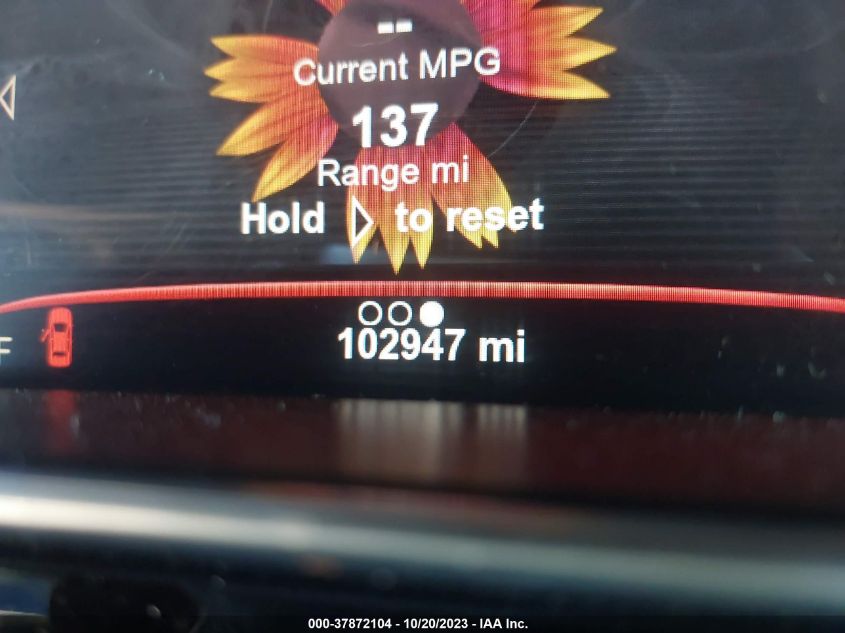 --
Current MPG
137
Range mi
Hold ▷ to reset
102947 mi
F
000-37872104 - 10/20/2023 - IAA Inc.